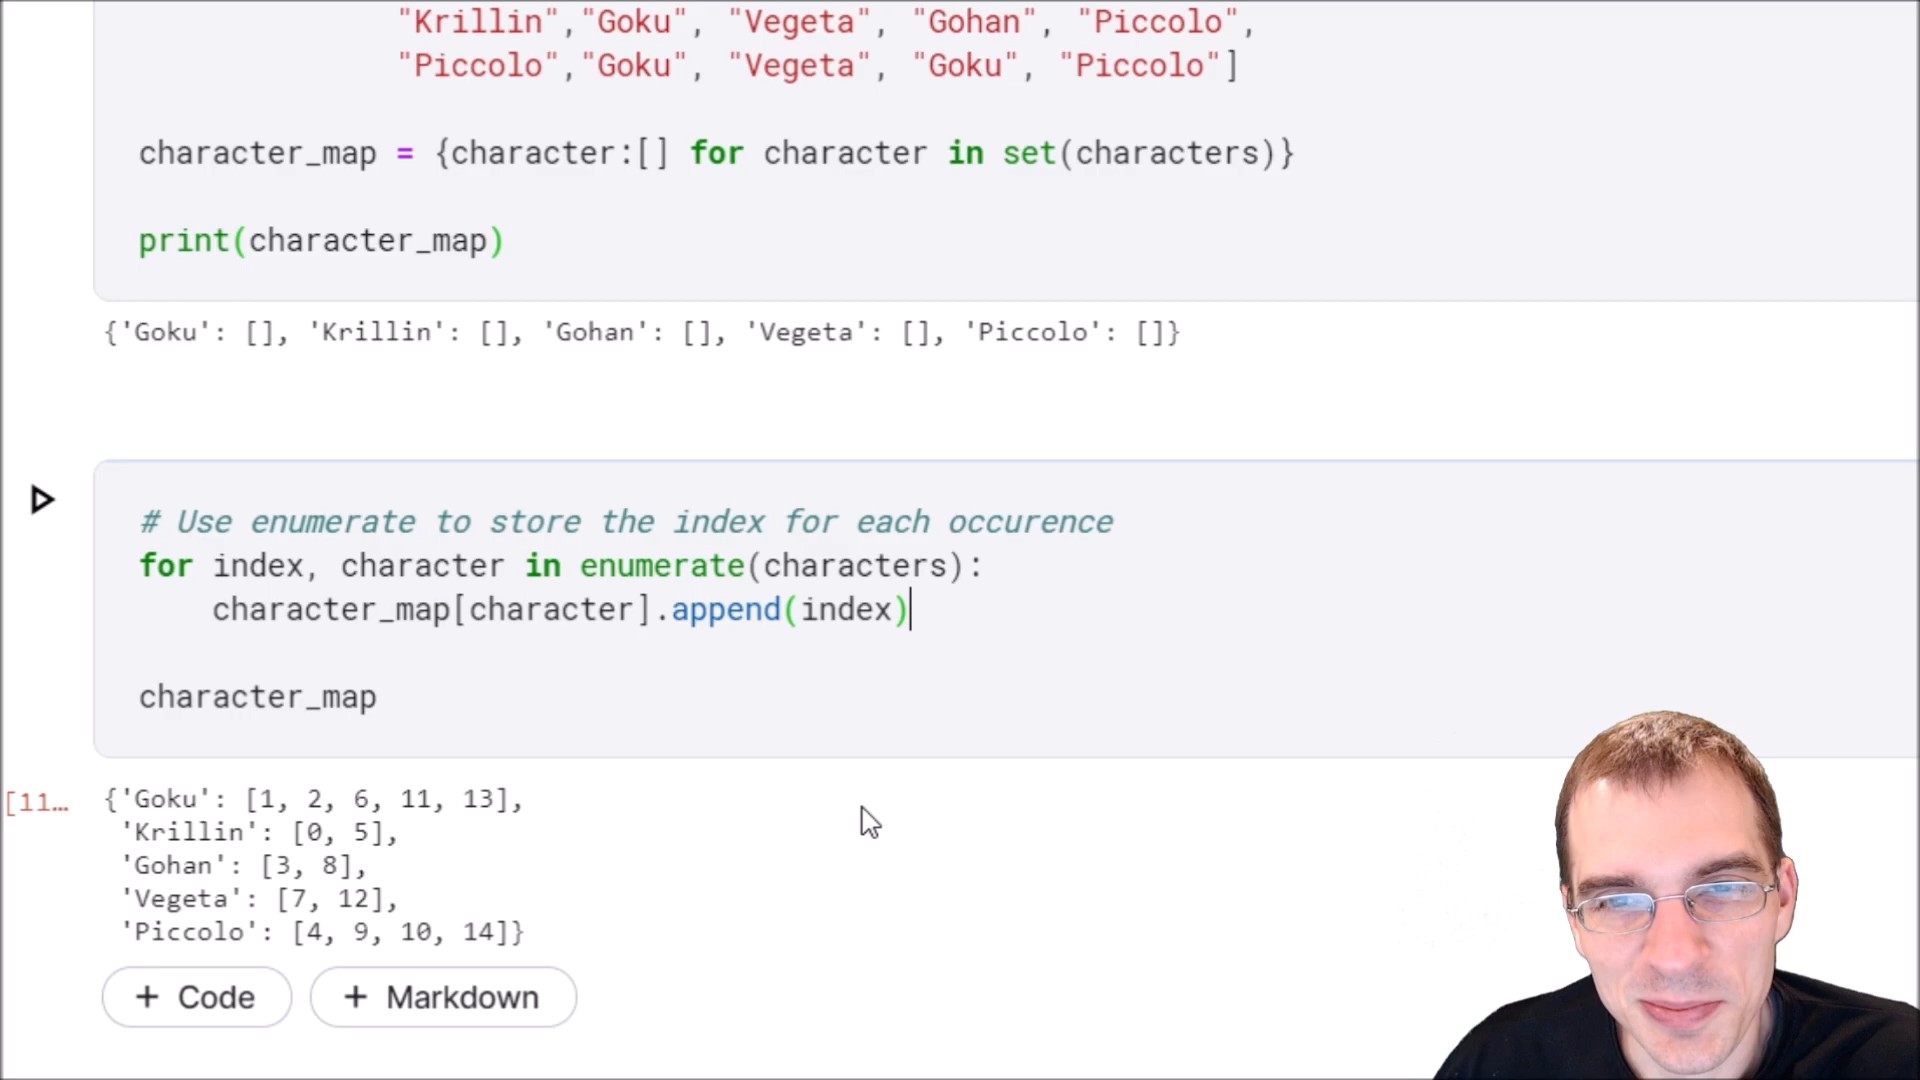 "Krillin","Goku", "Vegeta", "Gohan", "Piccolo",
"Piccolo","Goku", "Vegeta", "Goku", "Piccolo"]
character_map = {character:[] for character in set(characters)}
print(character_map)
{'Goku': [], 'Krillin': [], 'Gohan': [], 'Vegeta': [], 'Piccolo': []}
# Use enumerate to store the index for each occurence
for index, character in enumerate(characters):
character_map[character].append(index)
character_map
[11…
{'Goku': [1, 2, 6, 11, 13],
'Krillin': [0, 5],
'Gohan': [3, 8],
'Vegeta': [7, 12],
'Piccolo': [4, 9, 10, 14]}
+ Code + Markdown